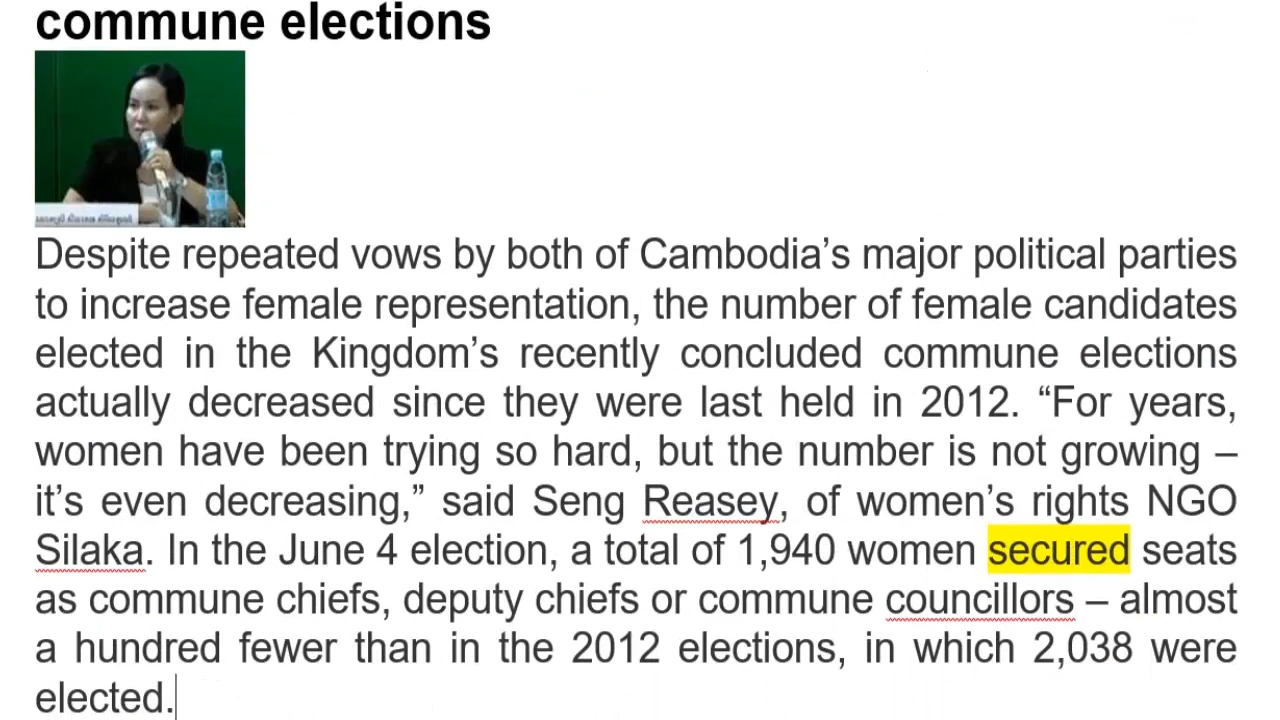 commune elections
Despite repeated vows by both of Cambodia’s major political parties
to increase female representation, the number of female candidates
elected in the Kingdom’s recently concluded commune elections
actually decreased since they were last held in 2012. “For years,
women have been trying so hard, but the number is not growing –
it’s even decreasing,” said Seng Reasey, of women’s rights NGO
Silaka. In the June 4 election, a total of 1,940 women secured seats
as commune chiefs, deputy chiefs or commune councillors – almost
a hundred fewer than in the 2012 elections, in which 2,038 were
elected.